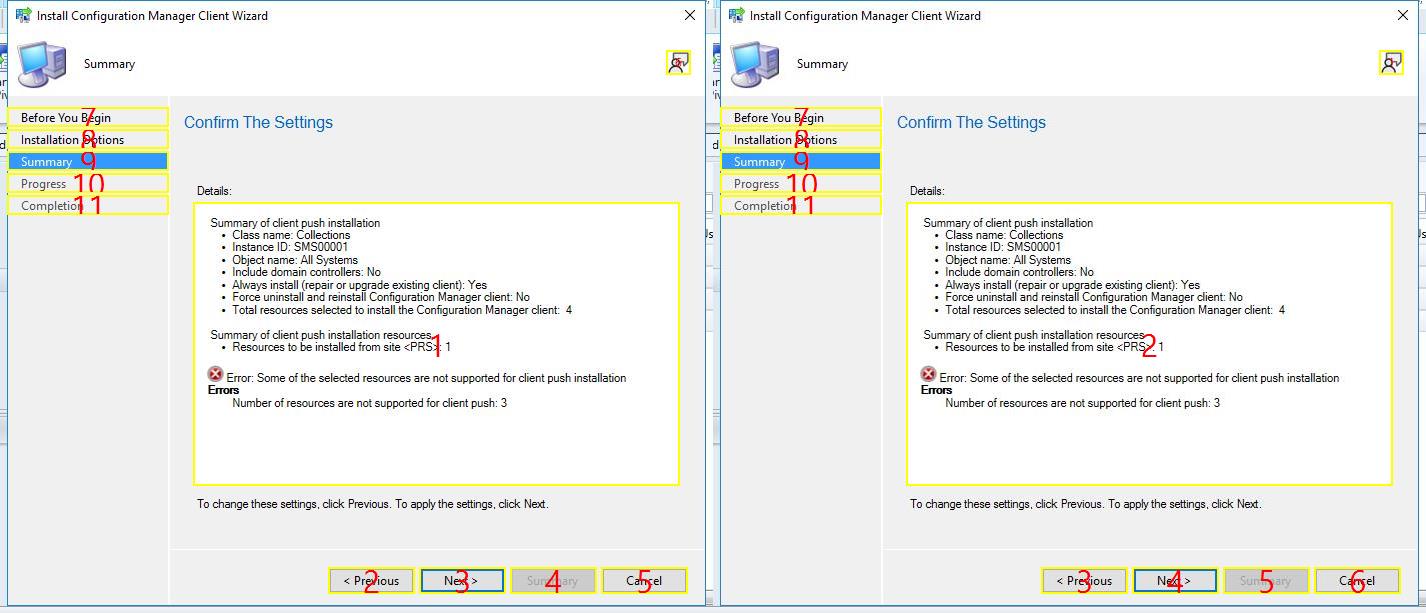 Install Configuration Manager Client Wizard
Summary
6
Before You Begin
7
Installation Options
8
Summary
9
Progress
10
Completion
11
Confirm The Settings
Details:
Summary of client push installation
• Class name: Collections
• Instance ID: SMS00001
• Object name: All Systems
• Include domain controllers: No
• Always install (repair or upgrade existing client): Yes
• Force uninstall and reinstall Configuration Manager client: No
• Total resources selected to install the Configuration Manager client: 4
Summary of client push installation resources
• Resources to be installed from site <PRS>: 1
1
Error: Some of the selected resources are not supported for client push installation
Errors
Number of resources are not supported for client push: 3
To change these settings, click Previous. To apply the settings, click Next.
< Previous
2
Next >
3
Summary
4
Cancel
5
Install Configuration Manager Client Wizard
Summary
Before You Begin
7
Installation Options
8
Summary
9
Progress
10
Completion
11
Confirm The Settings
Details:
Summary of client push installation
• Class name: Collections
• Instance ID: SMS00001
• Object name: All Systems
• Include domain controllers: No
• Always install (repair or upgrade existing client): Yes
• Force uninstall and reinstall Configuration Manager client: No
• Total resources selected to install the Configuration Manager client: 4
Summary of client push installation resources
• Resources to be installed from site <PRS>: 1
2
Error: Some of the selected resources are not supported for client push installation
Errors
Number of resources are not supported for client push: 3
To change these settings, click Previous. To apply the settings, click Next.
< Previous
3
Next >
4
Summary
5
Cancel
6